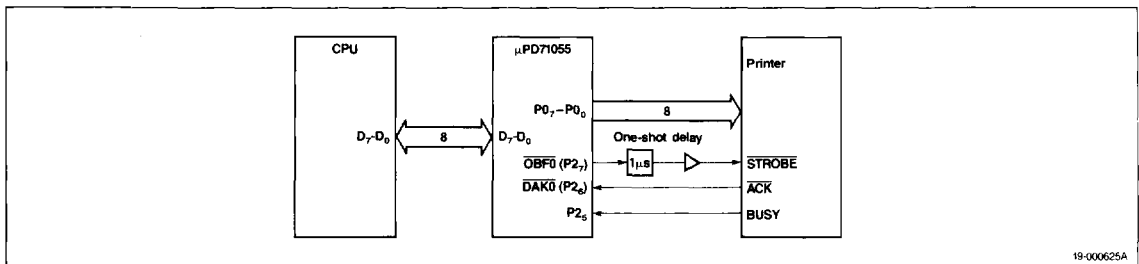 CPU
μPD71055
Printer
P0₇–P0₀
8
One-shot delay
D₇-D₀
8
D₇-D₀
OBF0 (P2₇)
1μs
STROBE
DAK0 (P2₆)
ACK
P2₅
BUSY
19-000625A